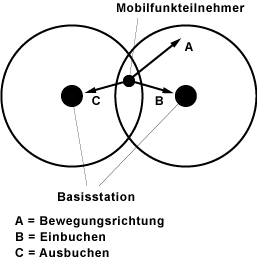 Mobilfunkteilnehmer
A
C
B
Basisstation
A = Bewegungsrichtung
B = Einbuchen
C = Ausbuchen